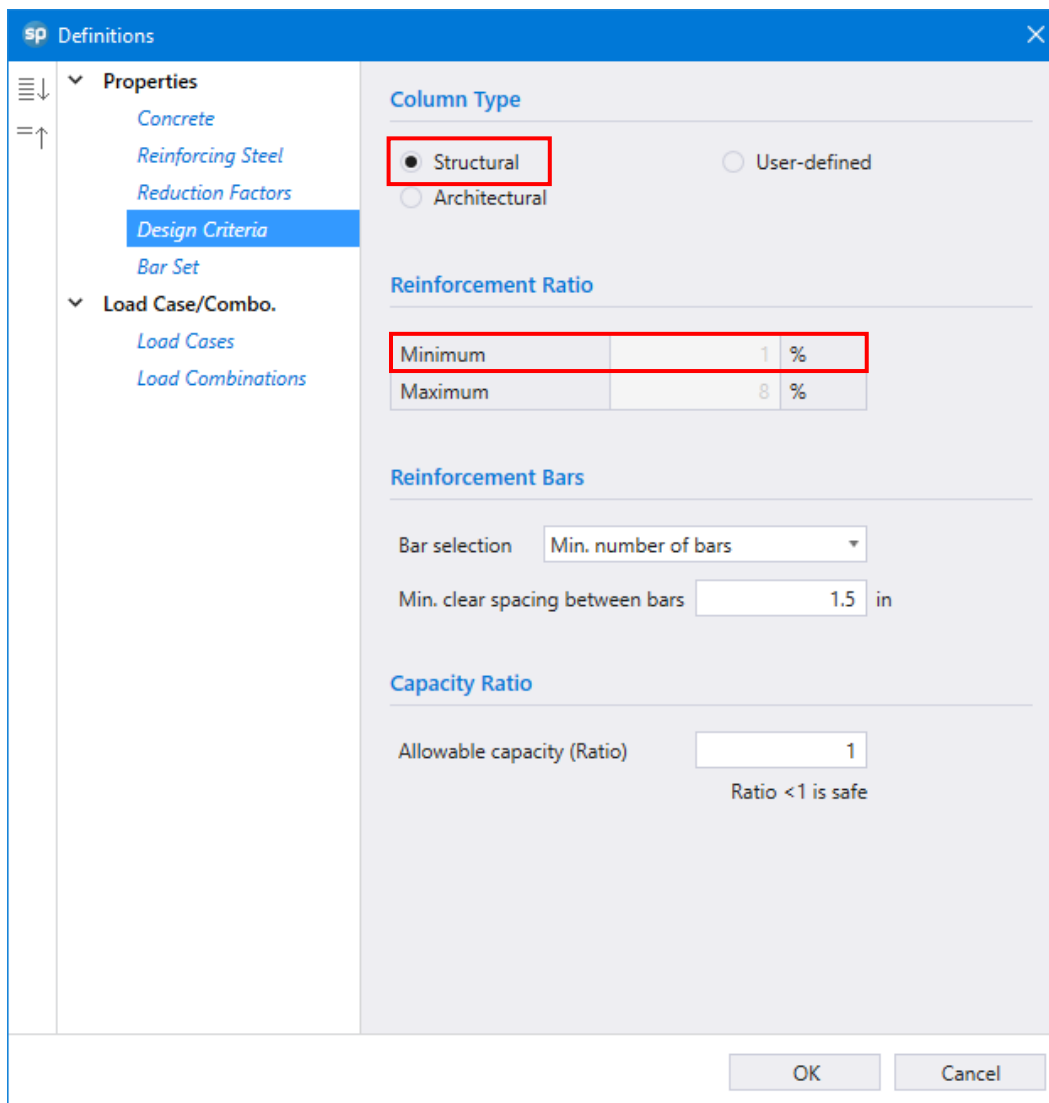 sp Definitions
Properties
Concrete
Reinforcing Steel
Reduction Factors
Design Criteria
Bar Set
Load Case/Combo.
Load Cases
Load Combinations
Column Type
Structural User-defined
Architectural
Reinforcement Ratio
Minimum 1 %
Maximum 8 %
Reinforcement Bars
Bar selection Min. number of bars
Min. clear spacing between bars 1.5 in
Capacity Ratio
Allowable capacity (Ratio) 1
Ratio <1 is safe
OK Cancel